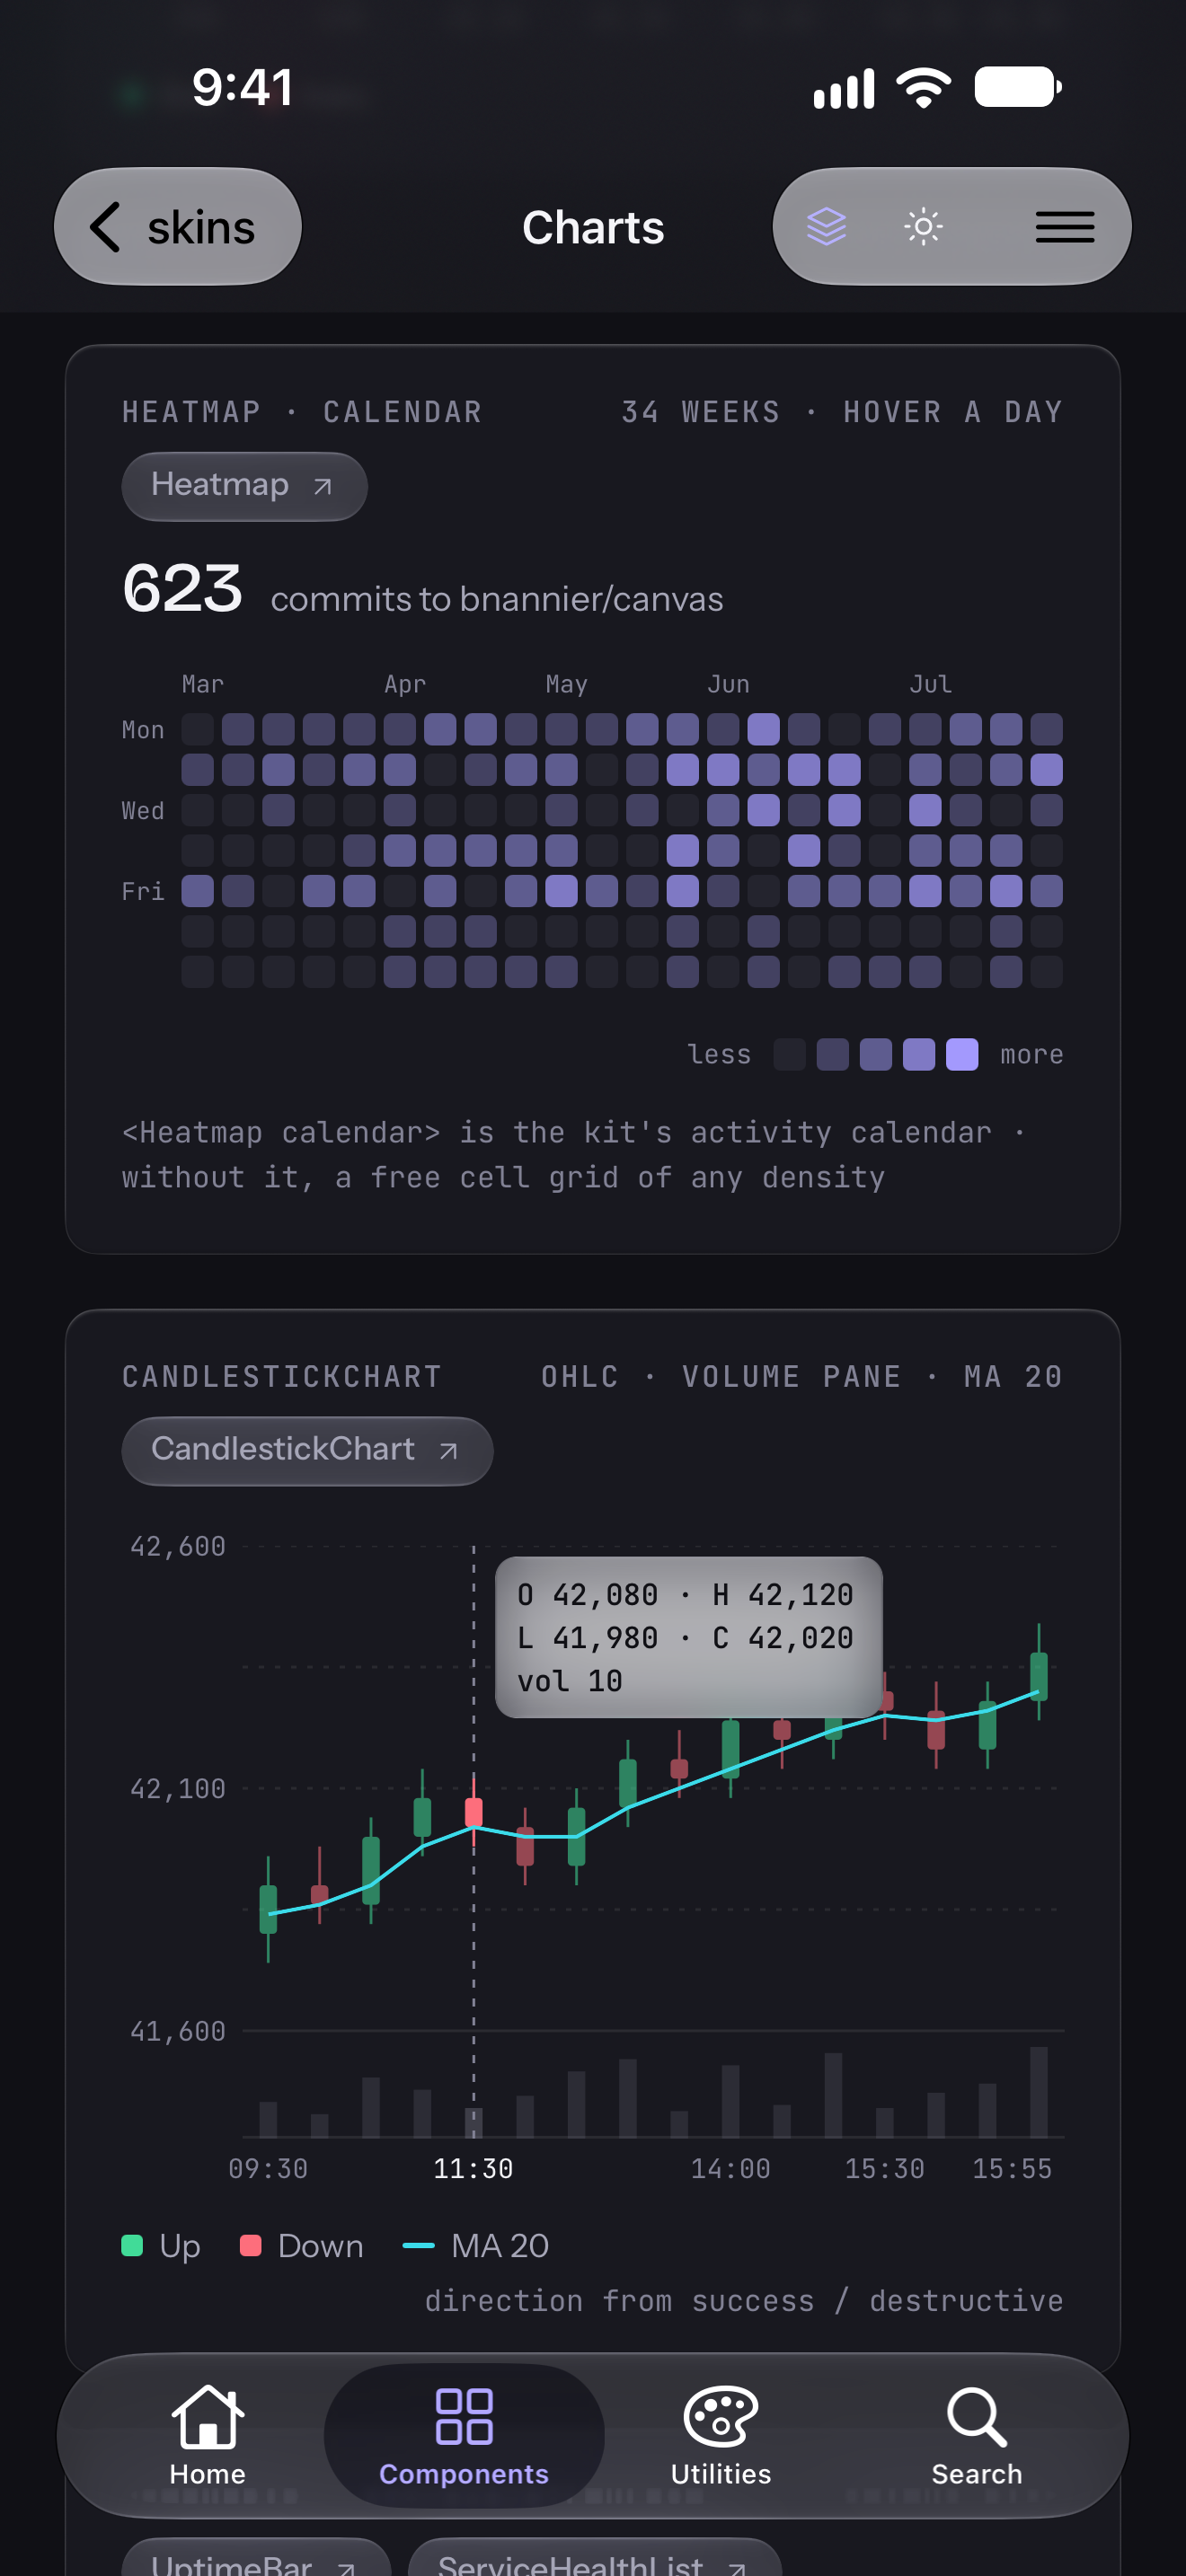 9:41
skins
Charts
HEATMAP · CALENDAR
34 WEEKS · HOVER A DAY
Heatmap
623 commits to bnannier/canvas
Mar Apr May Jun Jul
Mon
Wed
Fri
less more
<Heatmap calendar> is the kit's activity calendar ·
without it, a free cell grid of any density
CANDLESTICKCHART
OHLC · VOLUME PANE · MA 20
CandlestickChart
42,600
O 42,080 · H 42,120
L 41,980 · C 42,020
vol 10
42,100
41,600
09:30 11:30 14:00 15:30 15:55
Up Down MA 20
direction from success / destructive
Home Components Utilities Search
UptimeBar ServiceHealthList